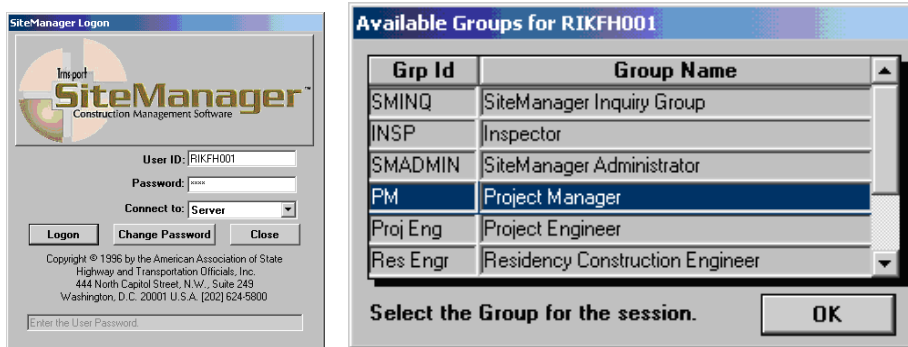 SiteManager Logon
Trns·port
SiteManager™
Construction Management Software
User ID: RIKFH001
Password: ****
Connect to: Server
Logon Change Password Close
Copyright © 1996 by the American Association of State
Highway and Transportation Officials, Inc.
444 North Capitol Street, N.W., Suite 249
Washington, D.C. 20001 U.S.A. [202] 624-5800
Enter the User Password.
Available Groups for RIKFH001
Grp Id Group Name
SMINQ SiteManager Inquiry Group
INSP Inspector
SMADMIN SiteManager Administrator
PM Project Manager
Proj Eng Project Engineer
Res Engr Residency Construction Engineer
Select the Group for the session. OK